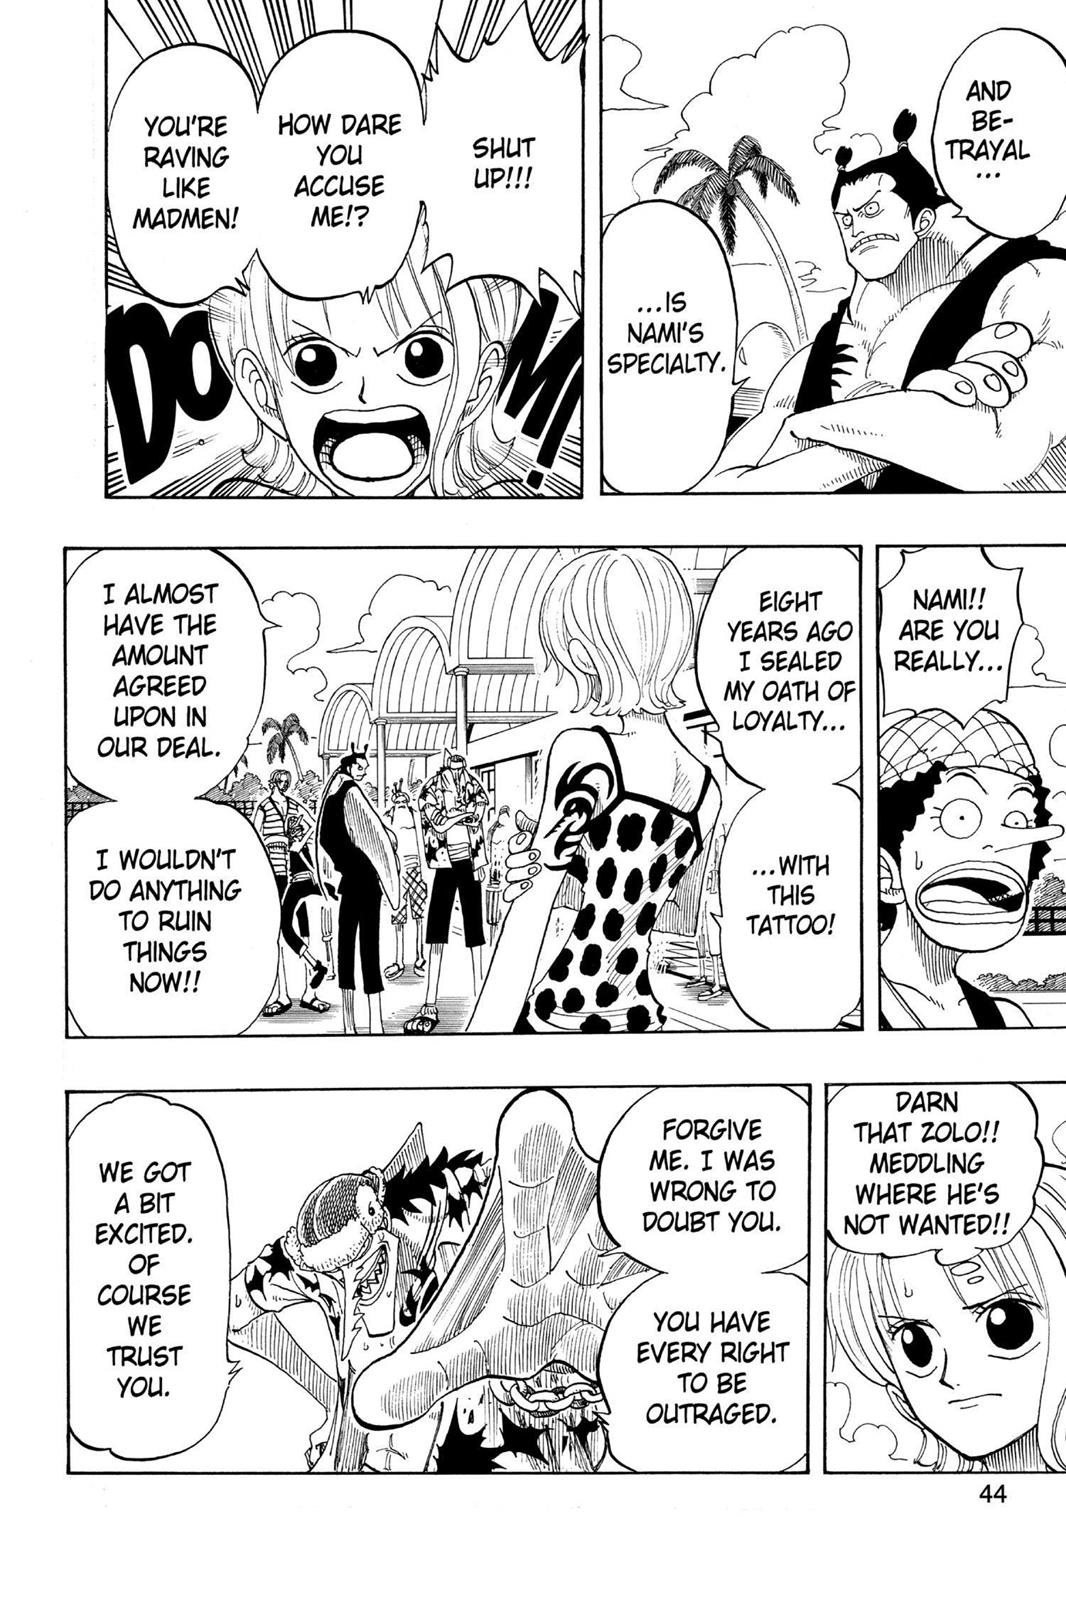 AND
BE-
TRAYAL
...
...IS
NAMI'S
SPECIALTY.
SHUT
UP!!!
HOW DARE
YOU
ACCUSE
ME!?
YOU'RE
RAVING
LIKE
MADMEN!
DOOM!
NAMI!!
ARE YOU
REALLY...
EIGHT
YEARS AGO
I SEALED
MY OATH OF
LOYALTY...
...WITH
THIS
TATTOO!
I ALMOST
HAVE THE
AMOUNT
AGREED
UPON IN
OUR DEAL.
I WOULDN'T
DO ANYTHING
TO RUIN
THINGS
NOW!!
DARN
THAT ZOLO!!
MEDDLING
WHERE HE'S
NOT WANTED!!
FORGIVE
ME. I WAS
WRONG TO
DOUBT YOU.
YOU HAVE
EVERY RIGHT
TO BE
OUTRAGED.
WE GOT
A BIT
EXCITED.
OF
COURSE
WE
TRUST
YOU.
44